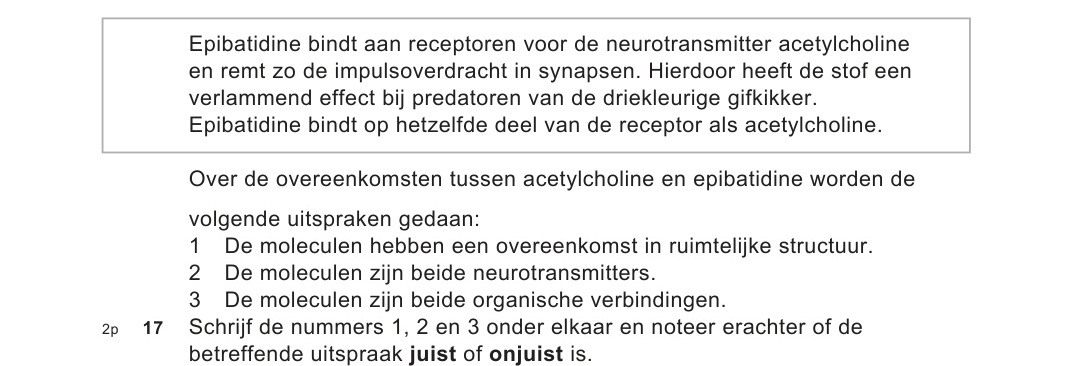 Epibatidine bindt aan receptoren voor de neurotransmitter acetylcholine
en remt zo de impulsoverdracht in synapsen. Hierdoor heeft de stof een
verlammend effect bij predatoren van de driekleurige gifkikker.
Epibatidine bindt op hetzelfde deel van de receptor als acetylcholine.
Over de overeenkomsten tussen acetylcholine en epibatidine worden de
volgende uitspraken gedaan:
1 De moleculen hebben een overeenkomst in ruimtelijke structuur.
2 De moleculen zijn beide neurotransmitters.
3 De moleculen zijn beide organische verbindingen.
2p 17 Schrijf de nummers 1, 2 en 3 onder elkaar en noteer erachter of de
betreffende uitspraak juist of onjuist is.